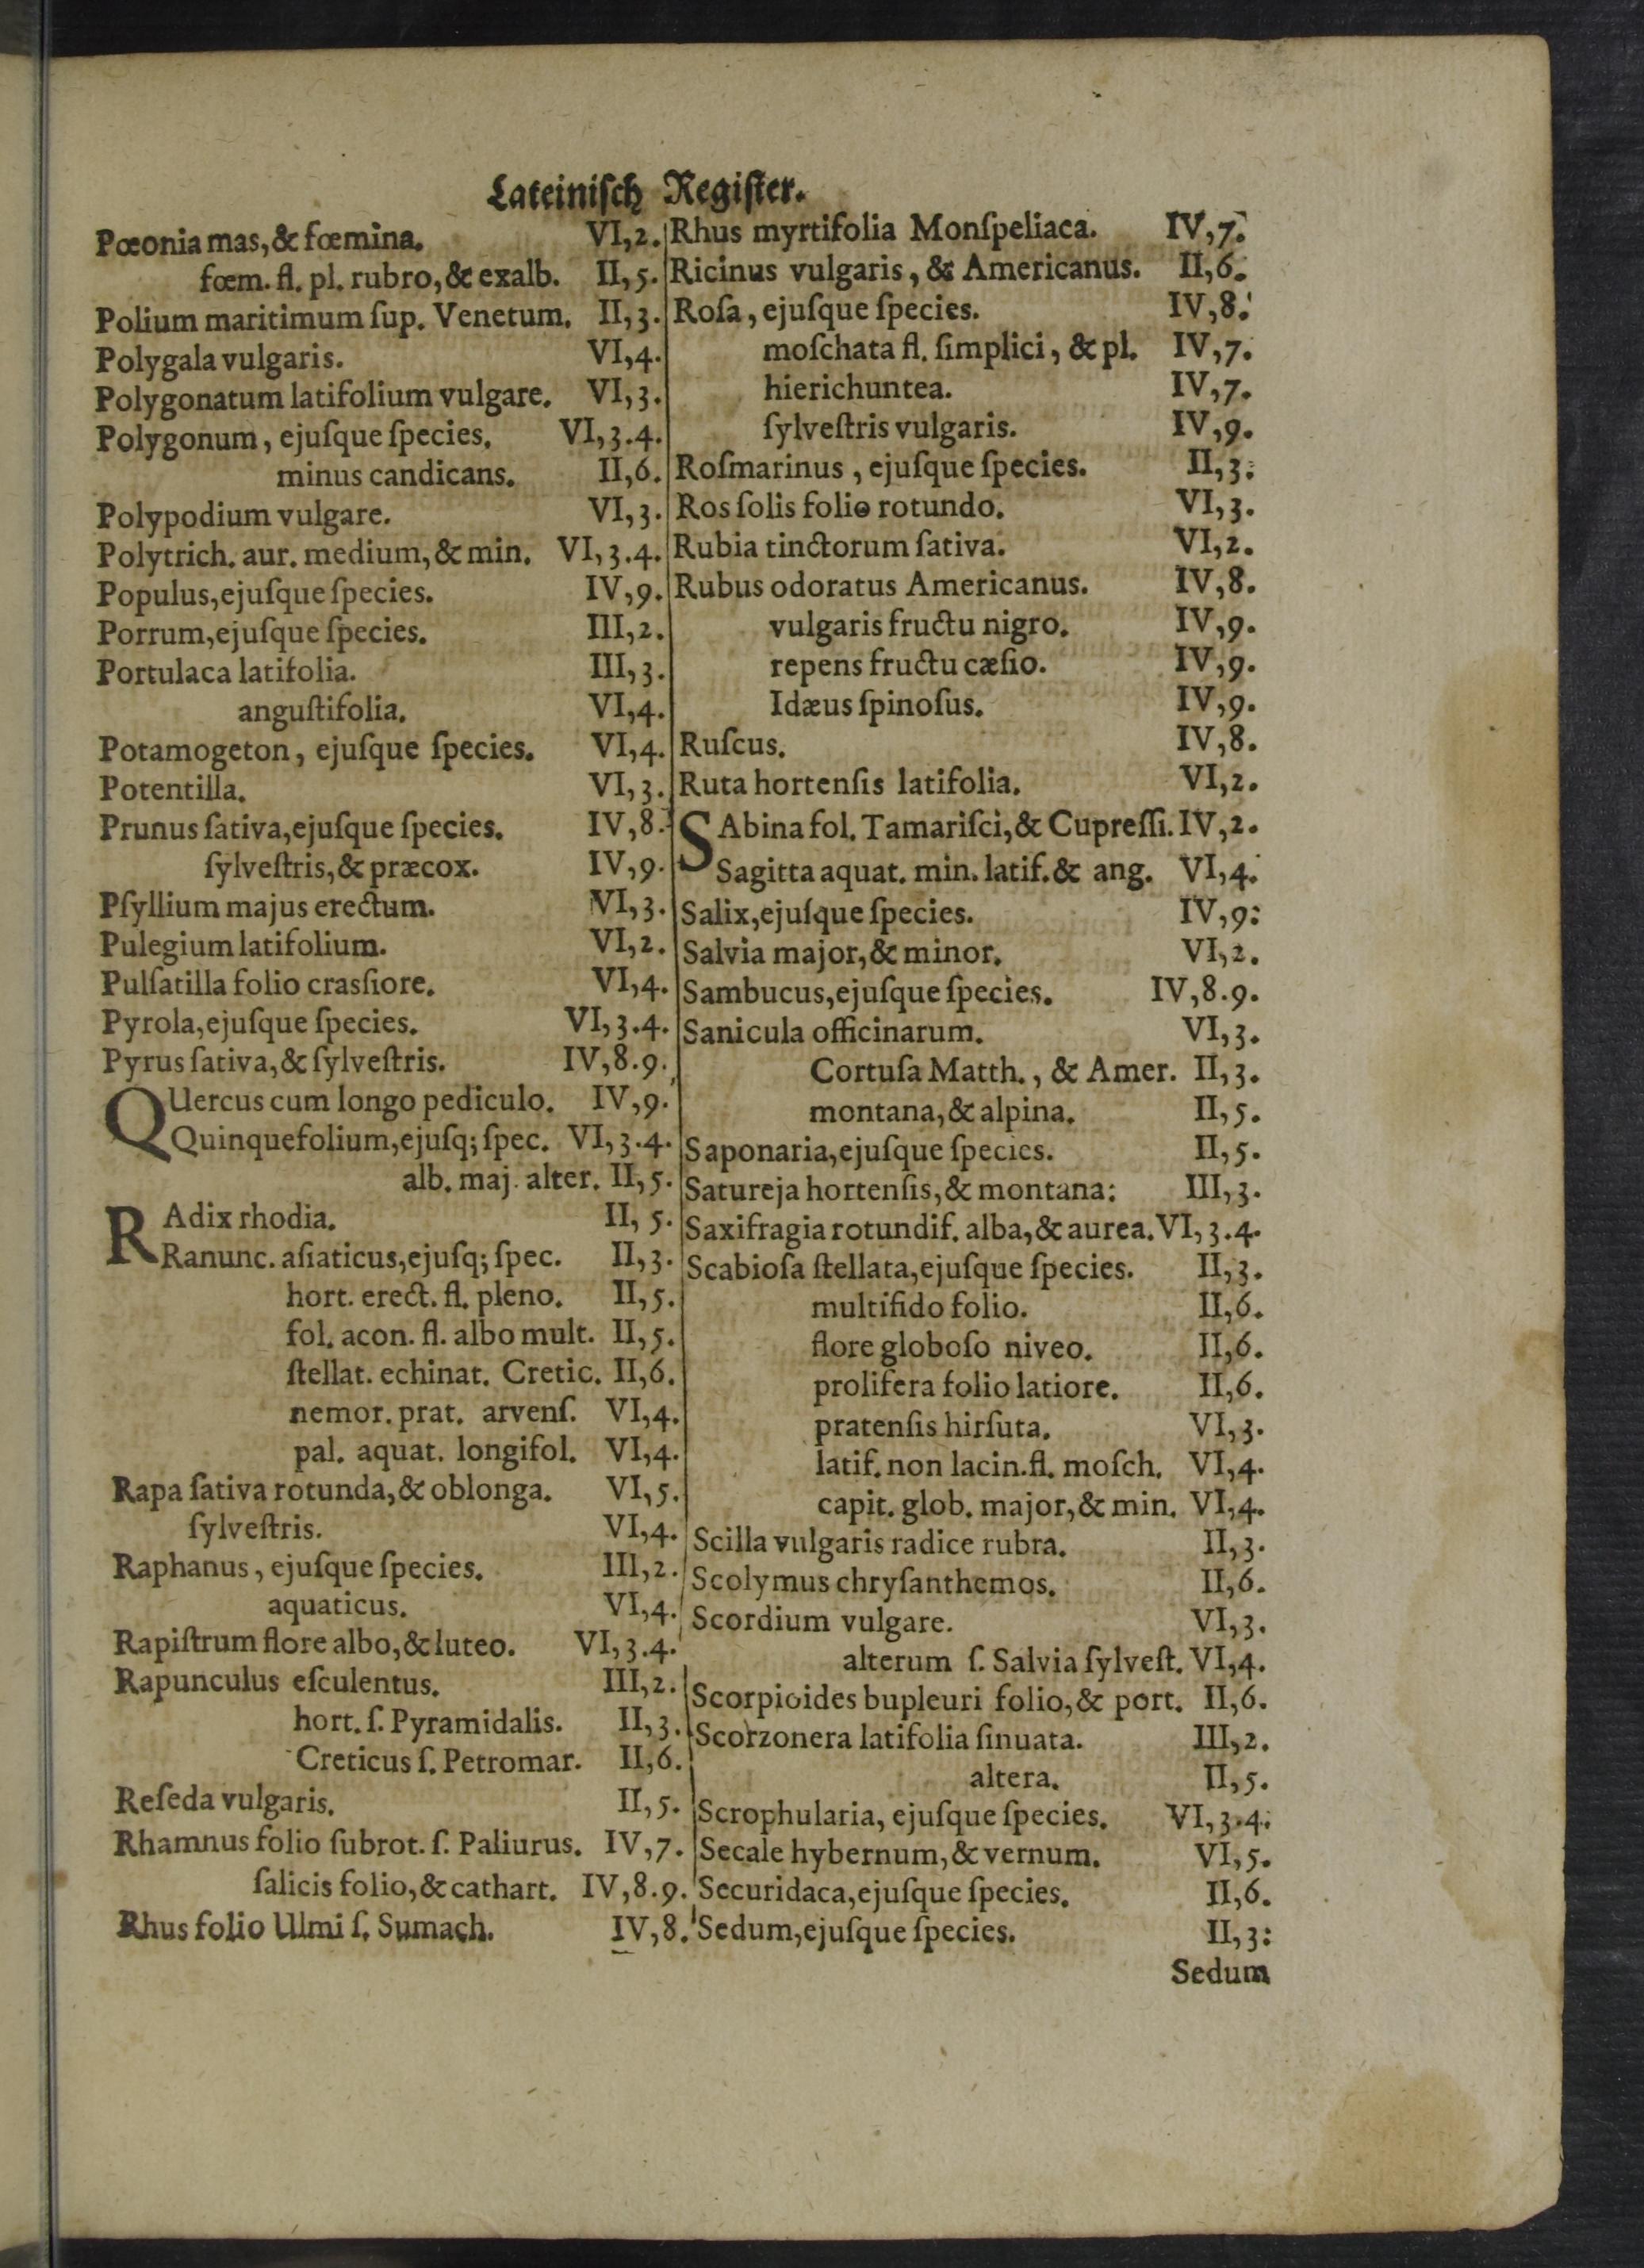 Lateiniſch Regiſter.
Pœonia mas, & fœmina. VI,2.
fœm. fl. pl. rubro, & exalb. II,5.
Polium maritimum ſup. Venetum. II,3.
Polygala vulgaris. VI,4.
Polygonatum latifolium vulgare. VI,3.
Polygonum, ejuſque ſpecies. VI,3.4.
minus candicans. II,6.
Polypodium vulgare. VI,3.
Polytrich. aur. medium, & min. VI,3.4.
Populus, ejuſque ſpecies. IV,9.
Porrum, ejuſque ſpecies. III,2.
Portulaca latifolia. III,3.
anguſtifolia. VI,4.
Potamogeton, ejuſque ſpecies. VI,4.
Potentilla. VI,3.
Prunus ſativa, ejuſque ſpecies. IV,8.
ſylveſtris, & præcox. IV,9.
Pſyllium majus erectum. VI,3.
Pulegium latifolium. VI,2.
Pulſatilla folio crasſiore. VI,4.
Pyrola, ejuſque ſpecies. VI,3.4.
Pyrus ſativa, & ſylveſtris. IV,8.9.
QUercus cum longo pediculo. IV,9.
Quinquefolium, ejuſq; ſpec. VI,3.4.
alb. maj. alter. II,5.
RAdix rhodia. II, 5.
Ranunc. aſiaticus, ejuſq; ſpec. II,3.
hort. erect. fl. pleno. II,5.
fol. acon. fl. albo mult. II,5.
ſtellat. echinat. Cretic. II,6.
nemor. prat. arvenſ. VI,4.
pal. aquat. longifol. VI,4.
Rapa ſativa rotunda, & oblonga. VI,5.
ſylveſtris. VI,4.
Raphanus, ejuſque ſpecies. III,2.
aquaticus. VI,4.
Rapiſtrum flore albo, & luteo. VI,3.4.
Rapunculus eſculentus. III,2.
hort. ſ. Pyramidalis. II,3.
Creticus ſ. Petromar. II,6.
Reſeda vulgaris. II,5.
Rhamnus folio ſubrot. ſ. Paliurus. IV,7.
ſalicis folio, & cathart. IV,8.9.
Rhus folio Ulmi ſ. Sumach. IV,8.
Rhus myrtifolia Monſpeliaca. IV,7.
Ricinus vulgaris, & Americanus. II,6.
Roſa, ejuſque ſpecies. IV,8.
moſchata fl. ſimplici, & pl. IV,7.
hierichuntea. IV,7.
ſylveſtris vulgaris. IV,9.
Roſmarinus, ejuſque ſpecies. II,3.
Ros ſolis folio rotundo. VI,3.
Rubia tinctorum ſativa. VI,2.
Rubus odoratus Americanus. IV,8.
vulgaris fructu nigro. IV,9.
repens fructu cæſio. IV,9.
Idæus ſpinoſus. IV,9.
Ruſcus. IV,8.
Ruta hortenſis latifolia. VI,2.
SAbina fol. Tamariſci, & Cupreſſi. IV,2.
Sagitta aquat. min. latif. & ang. VI,4.
Salix, ejuſque ſpecies. IV,9:
Salvia major, & minor. VI,2.
Sambucus, ejuſque ſpecies. IV,8.9.
Sanicula officinarum. VI,3.
Cortuſa Matth., & Amer. II,3.
montana, & alpina. II,5.
Saponaria, ejuſque ſpecies. II,5.
Satureja hortenſis, & montana: III,3.
Saxifragia rotundif. alba, & aurea. VI,3.4.
Scabioſa ſtellata, ejuſque ſpecies. II,3.
multifido folio. II,6.
flore globoſo niveo. II,6.
prolifera folio latiore. II,6.
pratenſis hirſuta. VI,3.
latif. non lacin. fl. moſch. VI,4.
capit. glob. major, & min. VI,4.
Scilla vulgaris radice rubra. II,3.
Scolymus chryſanthemos. II,6.
Scordium vulgare. VI,3.
alterum ſ. Salvia ſylveſt. VI,4.
Scorpioides bupleuri folio, & port. II,6.
Scorzonera latifolia ſinuata. III,2.
altera. II,5.
Scrophularia, ejuſque ſpecies. VI,3.4.
Secale hybernum, & vernum. VI,5.
Securidaca, ejuſque ſpecies. II,6.
Sedum, ejuſque ſpecies. II,3:
Sedum